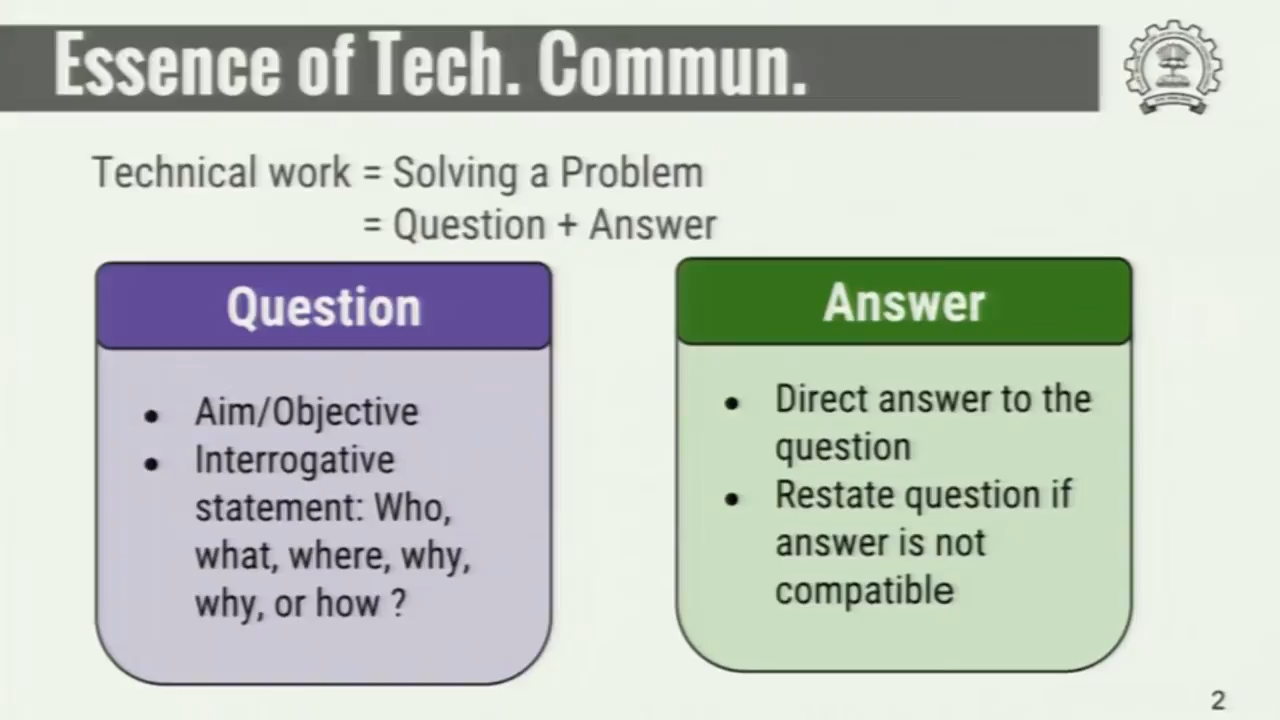 Essence of Tech. Commun.
Technical work = Solving a Problem
= Question + Answer
Question
• Aim/Objective
• Interrogative
statement: Who,
what, where, why,
why, or how ?
Answer
• Direct answer to the
question
• Restate question if
answer is not
compatible
2